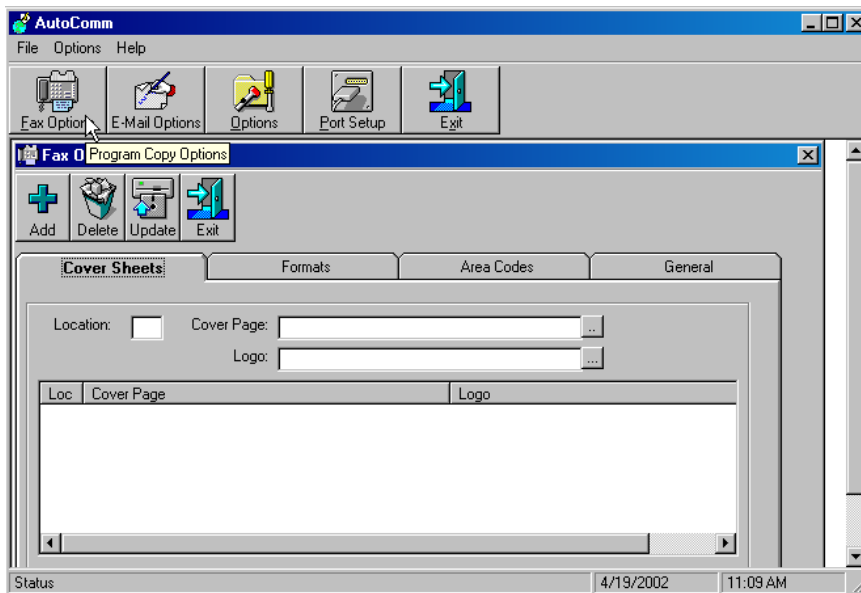 AutoComm
File Options Help
Fax Option E-Mail Options Options Port Setup Exit
Program Copy Options
Fax O
Add Delete Update Exit
Cover Sheets Formats Area Codes General
Location: Cover Page: ..
Logo: ...
Loc Cover Page Logo
Status 4/19/2002 11:09 AM